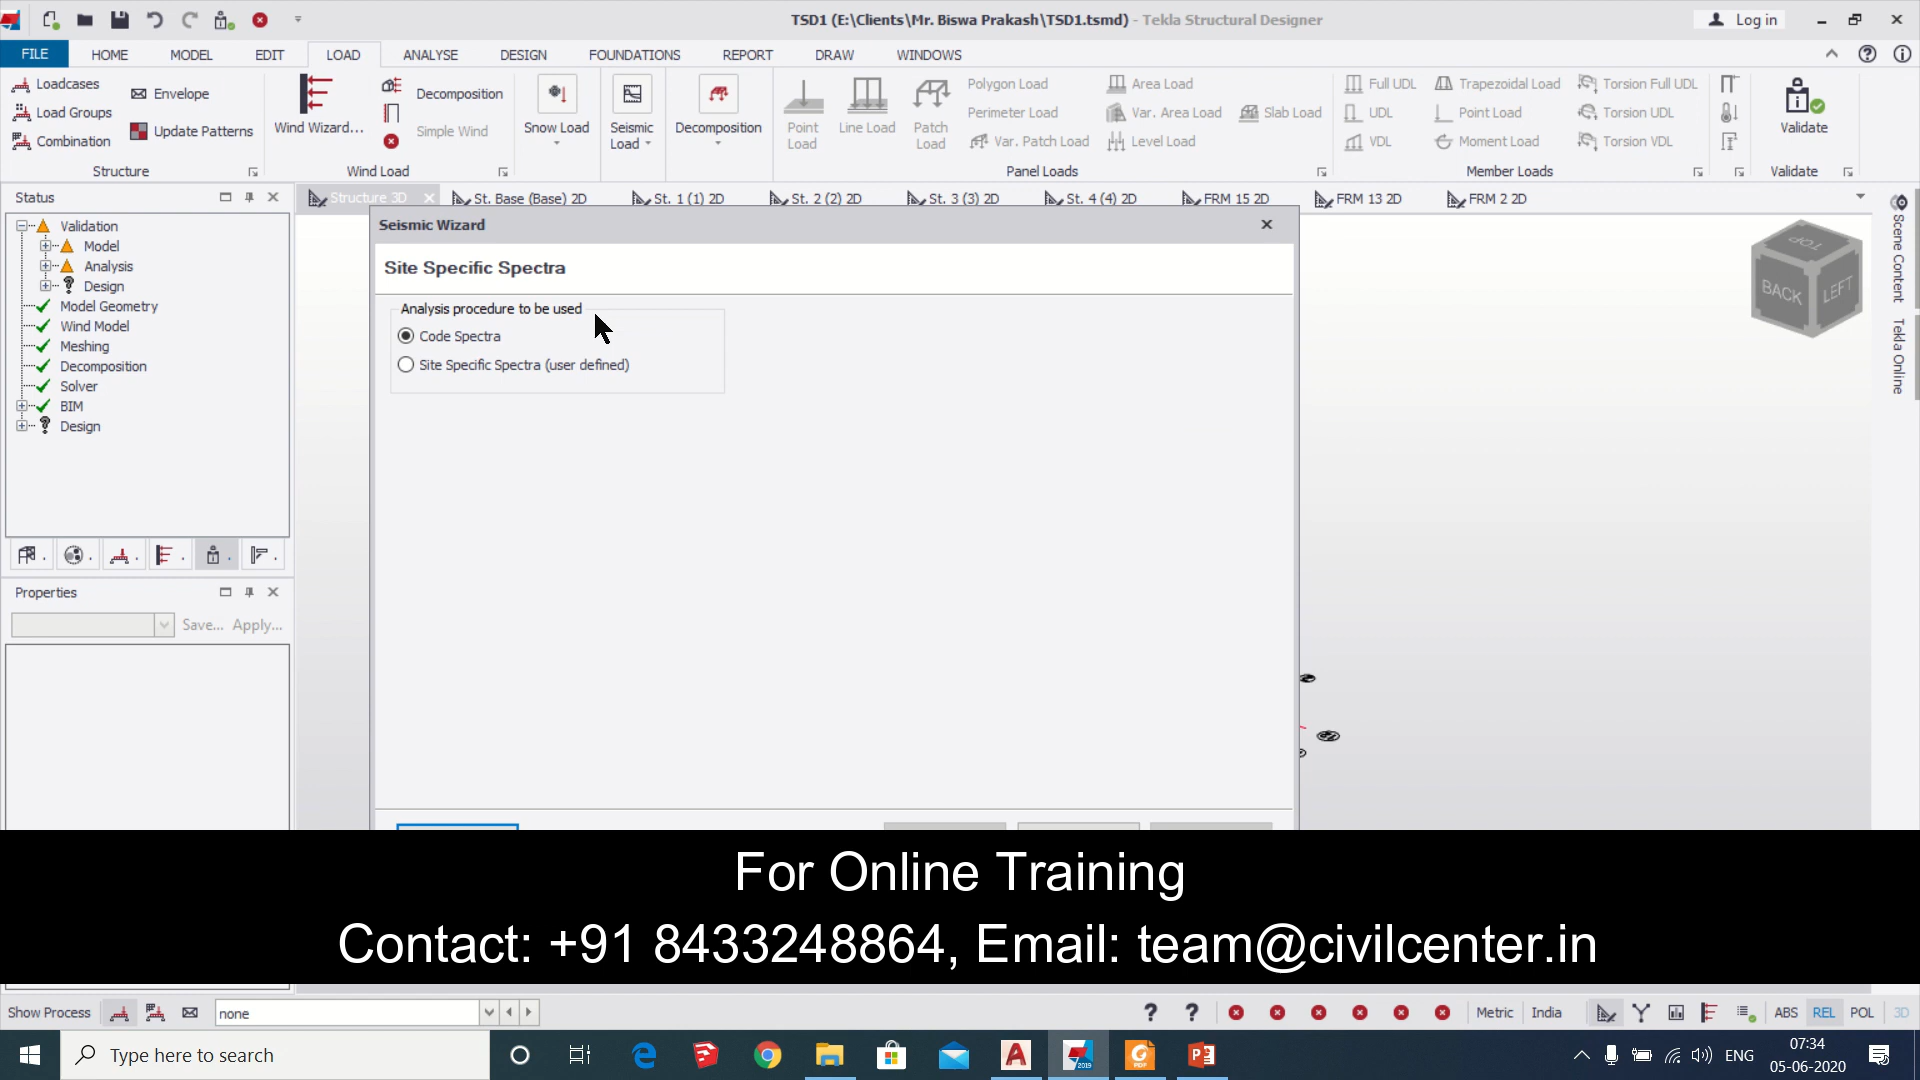 TSD1 (E:\Clients\Mr. Biswa Prakash\TSD1.tsmd) - Tekla Structural Designer
Log in
FILE HOME MODEL EDIT LOAD ANALYSE DESIGN FOUNDATIONS REPORT DRAW WINDOWS
Loadcases
Load Groups
Combination
Envelope
Update Patterns
Structure
Wind Wizard...
Decomposition
Simple Wind
Wind Load
Snow Load
Seismic
Load
Decomposition
Point
Load
Line Load
Patch
Load
Polygon Load
Perimeter Load
Var. Patch Load
Area Load
Var. Area Load
Level Load
Slab Load
Panel Loads
Full UDL
UDL
VDL
Trapezoidal Load
Point Load
Moment Load
Torsion Full UDL
Torsion UDL
Torsion VDL
Member Loads
Validate
Validate
Status
Validation
Model
Analysis
Design
Model Geometry
Wind Model
Meshing
Decomposition
Solver
BIM
Design
Properties
Save... Apply...
Structure 3D St. Base (Base) 2D St. 1 (1) 2D St. 2 (2) 2D St. 3 (3) 2D St. 4 (4) 2D FRM 15 2D FRM 13 2D FRM 2 2D
Seismic Wizard
Site Specific Spectra
Analysis procedure to be used
Code Spectra
Site Specific Spectra (user defined)
TOP
BACK
LEFT
Scene Content
Tekla Online
For Online Training
Contact: +91 8433248864, Email: team@civilcenter.in
Show Process none Metric India ABS REL POL 3D
Type here to search
2019
PDF
ENG
07:34
05-06-2020